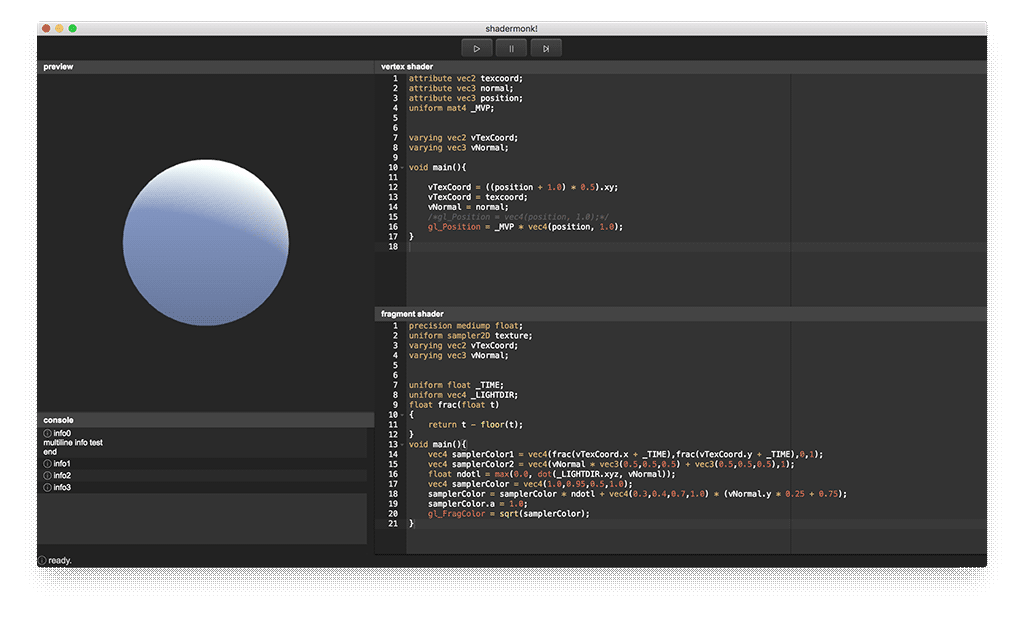 shadermonk!
preview
vertex shader
1 attribute vec2 texcoord;
2 attribute vec3 normal;
3 attribute vec3 position;
4 uniform mat4 _MVP;
5
6
7 varying vec2 vTexCoord;
8 varying vec3 vNormal;
9
10 void main(){
11
12 vTexCoord = ((position + 1.0) * 0.5).xy;
13 vTexCoord = texcoord;
14 vNormal = normal;
15 /*gl_Position = vec4(position, 1.0);*/
16 gl_Position = _MVP * vec4(position, 1.0);
17 }
18
fragment shader
1 precision mediump float;
2 uniform sampler2D texture;
3 varying vec2 vTexCoord;
4 varying vec3 vNormal;
5
6
7 uniform float _TIME;
8 uniform vec4 _LIGHTDIR;
9 float frac(float t)
10 {
11 return t - floor(t);
12 }
13 void main(){
14 vec4 samplerColor1 = vec4(frac(vTexCoord.x + _TIME),frac(vTexCoord.y + _TIME),0,1);
15 vec4 samplerColor2 = vec4(vNormal * vec3(0.5,0.5,0.5) + vec3(0.5,0.5,0.5),1);
16 float ndotl = max(0.0, dot(_LIGHTDIR.xyz, vNormal));
17 vec4 samplerColor = vec4(1.0,0.95,0.5,1.0);
18 samplerColor = samplerColor * ndotl + vec4(0.3,0.4,0.7,1.0) * (vNormal.y * 0.25 + 0.75);
19 samplerColor.a = 1.0;
20 gl_FragColor = sqrt(samplerColor);
21 }
console
info0
multiline info test
end
info1
info2
info3
ready.